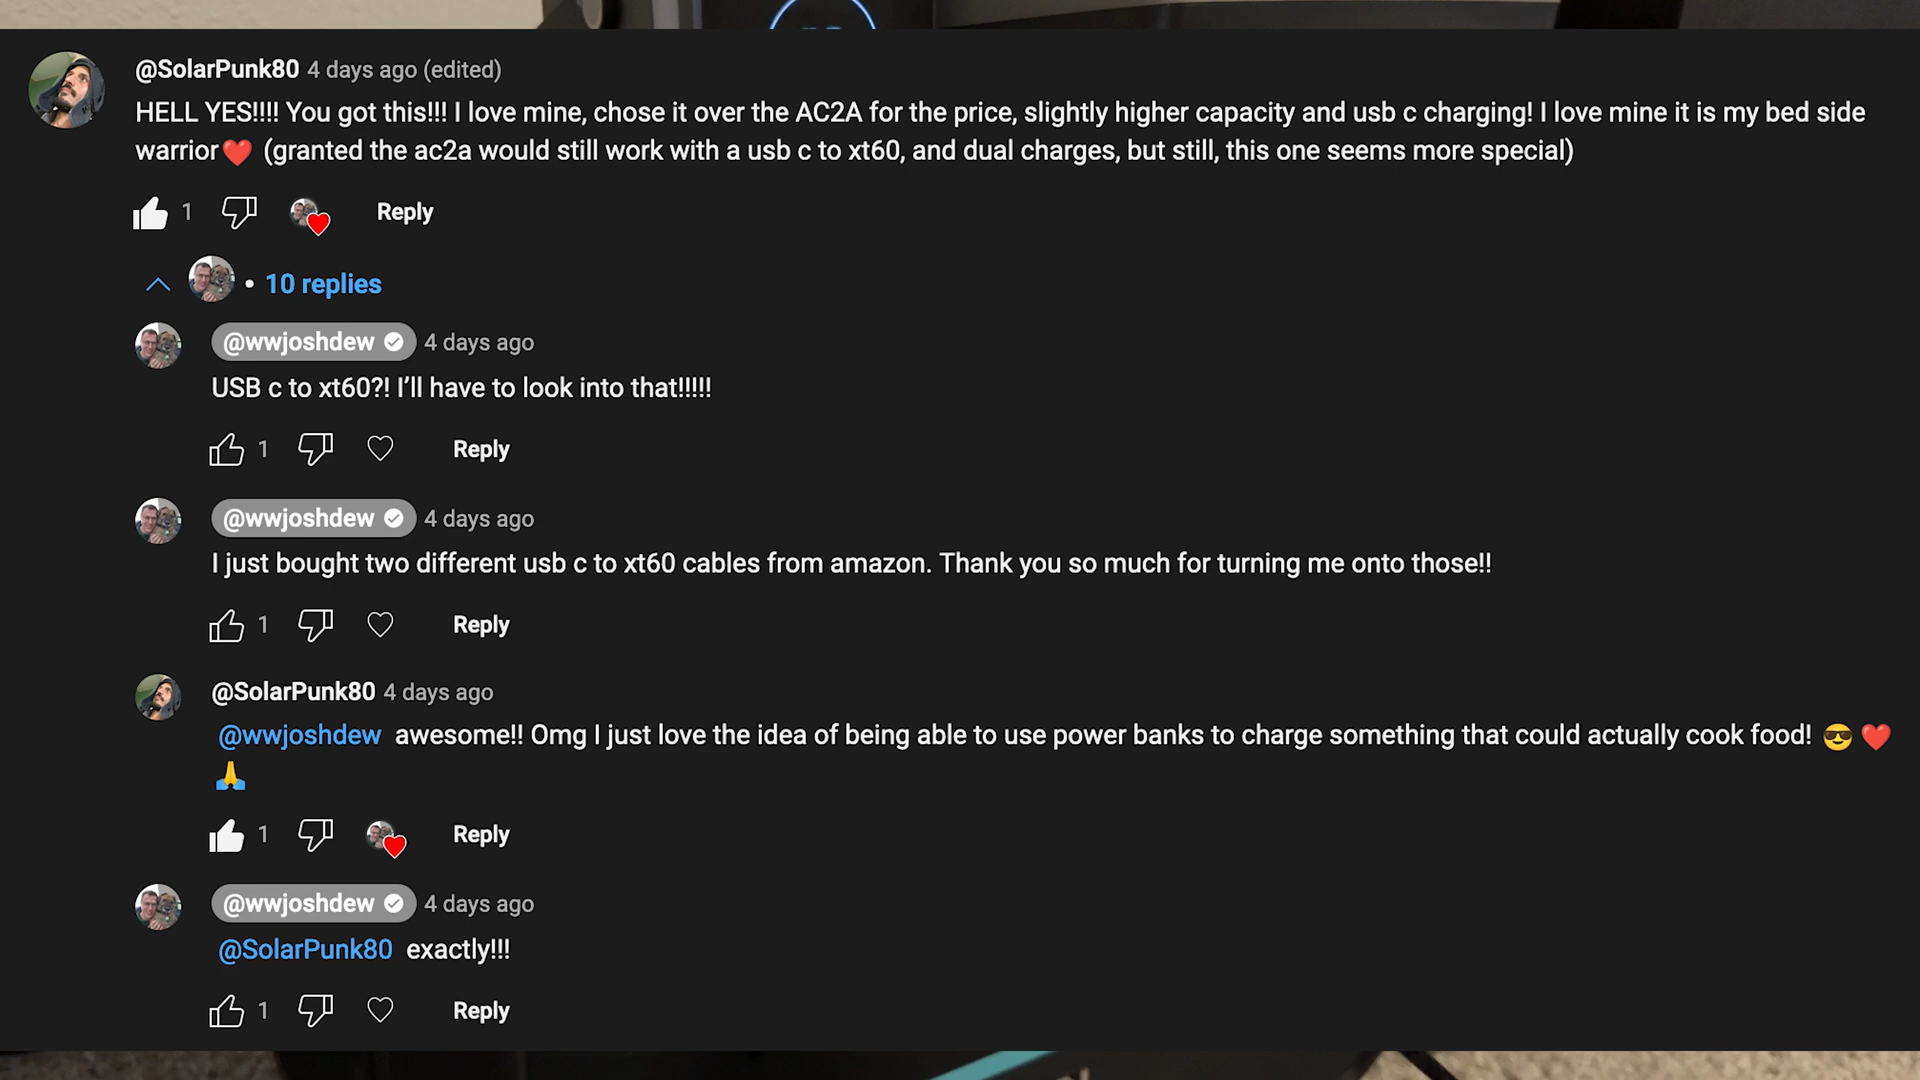 @SolarPunk80 4 days ago (edited)
HELL YES!!!! You got this!!! I love mine, chose it over the AC2A for the price, slightly higher capacity and usb c charging! I love mine it is my bed side
warrior❤️ (granted the ac2a would still work with a usb c to xt60, and dual charges, but still, this one seems more special)
1 Reply
• 10 replies
@wwjoshdew 4 days ago
USB c to xt60?! I’ll have to look into that!!!!!
1 Reply
@wwjoshdew 4 days ago
I just bought two different usb c to xt60 cables from amazon. Thank you so much for turning me onto those!!
1 Reply
@SolarPunk80 4 days ago
@wwjoshdew awesome!! Omg I just love the idea of being able to use power banks to charge something that could actually cook food! 😎 ❤️
🙏
1 Reply
@wwjoshdew 4 days ago
@SolarPunk80 exactly!!!
1 Reply